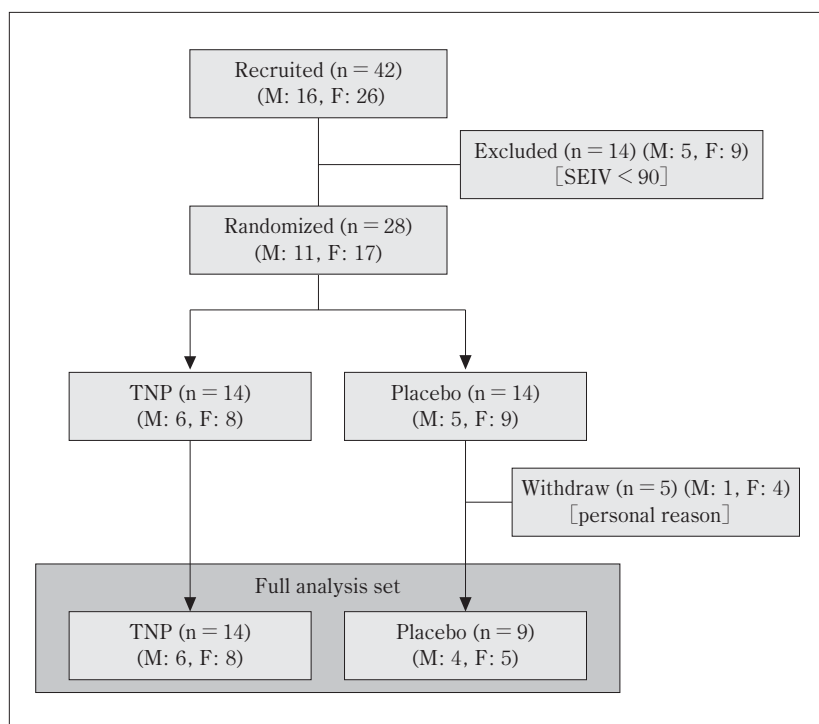 Recruited (n = 42)
(M: 16, F: 26)
Excluded (n = 14) (M: 5, F: 9)
[SEIV < 90]
Randomized (n = 28)
(M: 11, F: 17)
TNP (n = 14)
(M: 6, F: 8)
Placebo (n = 14)
(M: 5, F: 9)
Withdraw (n = 5) (M: 1, F: 4)
[personal reason]
Full analysis set
TNP (n = 14)
(M: 6, F: 8)
Placebo (n = 9)
(M: 4, F: 5)